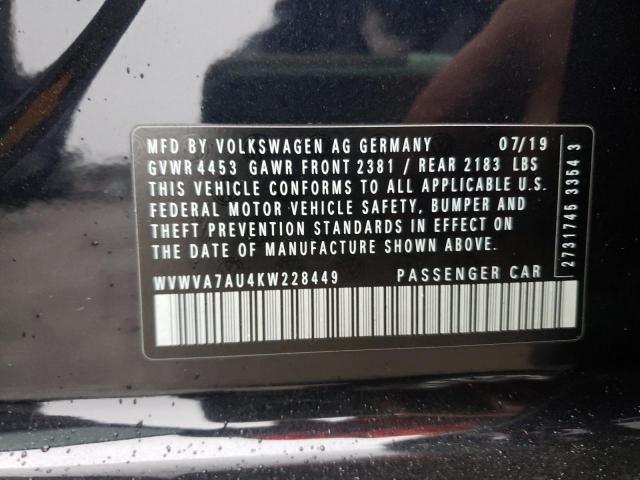 MFD BY VOLKSWAGEN AG GERMANY 07/19
GVWR 4453 GAWR FRONT 2381 / REAR 2183 LBS
THIS VEHICLE CONFORMS TO ALL APPLICABLE U.S.
FEDERAL MOTOR VEHICLE SAFETY, BUMPER AND
THEFT PREVENTION STANDARDS IN EFFECT ON
THE DATE OF MANUFACTURE SHOWN ABOVE.
WVWVA7AU4KW228449 PASSENGER CAR
2731746 3354 3